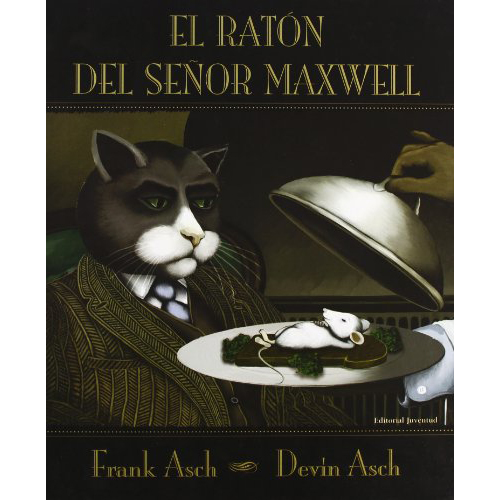 EL RATÓN
DEL SEÑOR MAXWELL
Editorial Juventud
Frank Asch Devin Asch